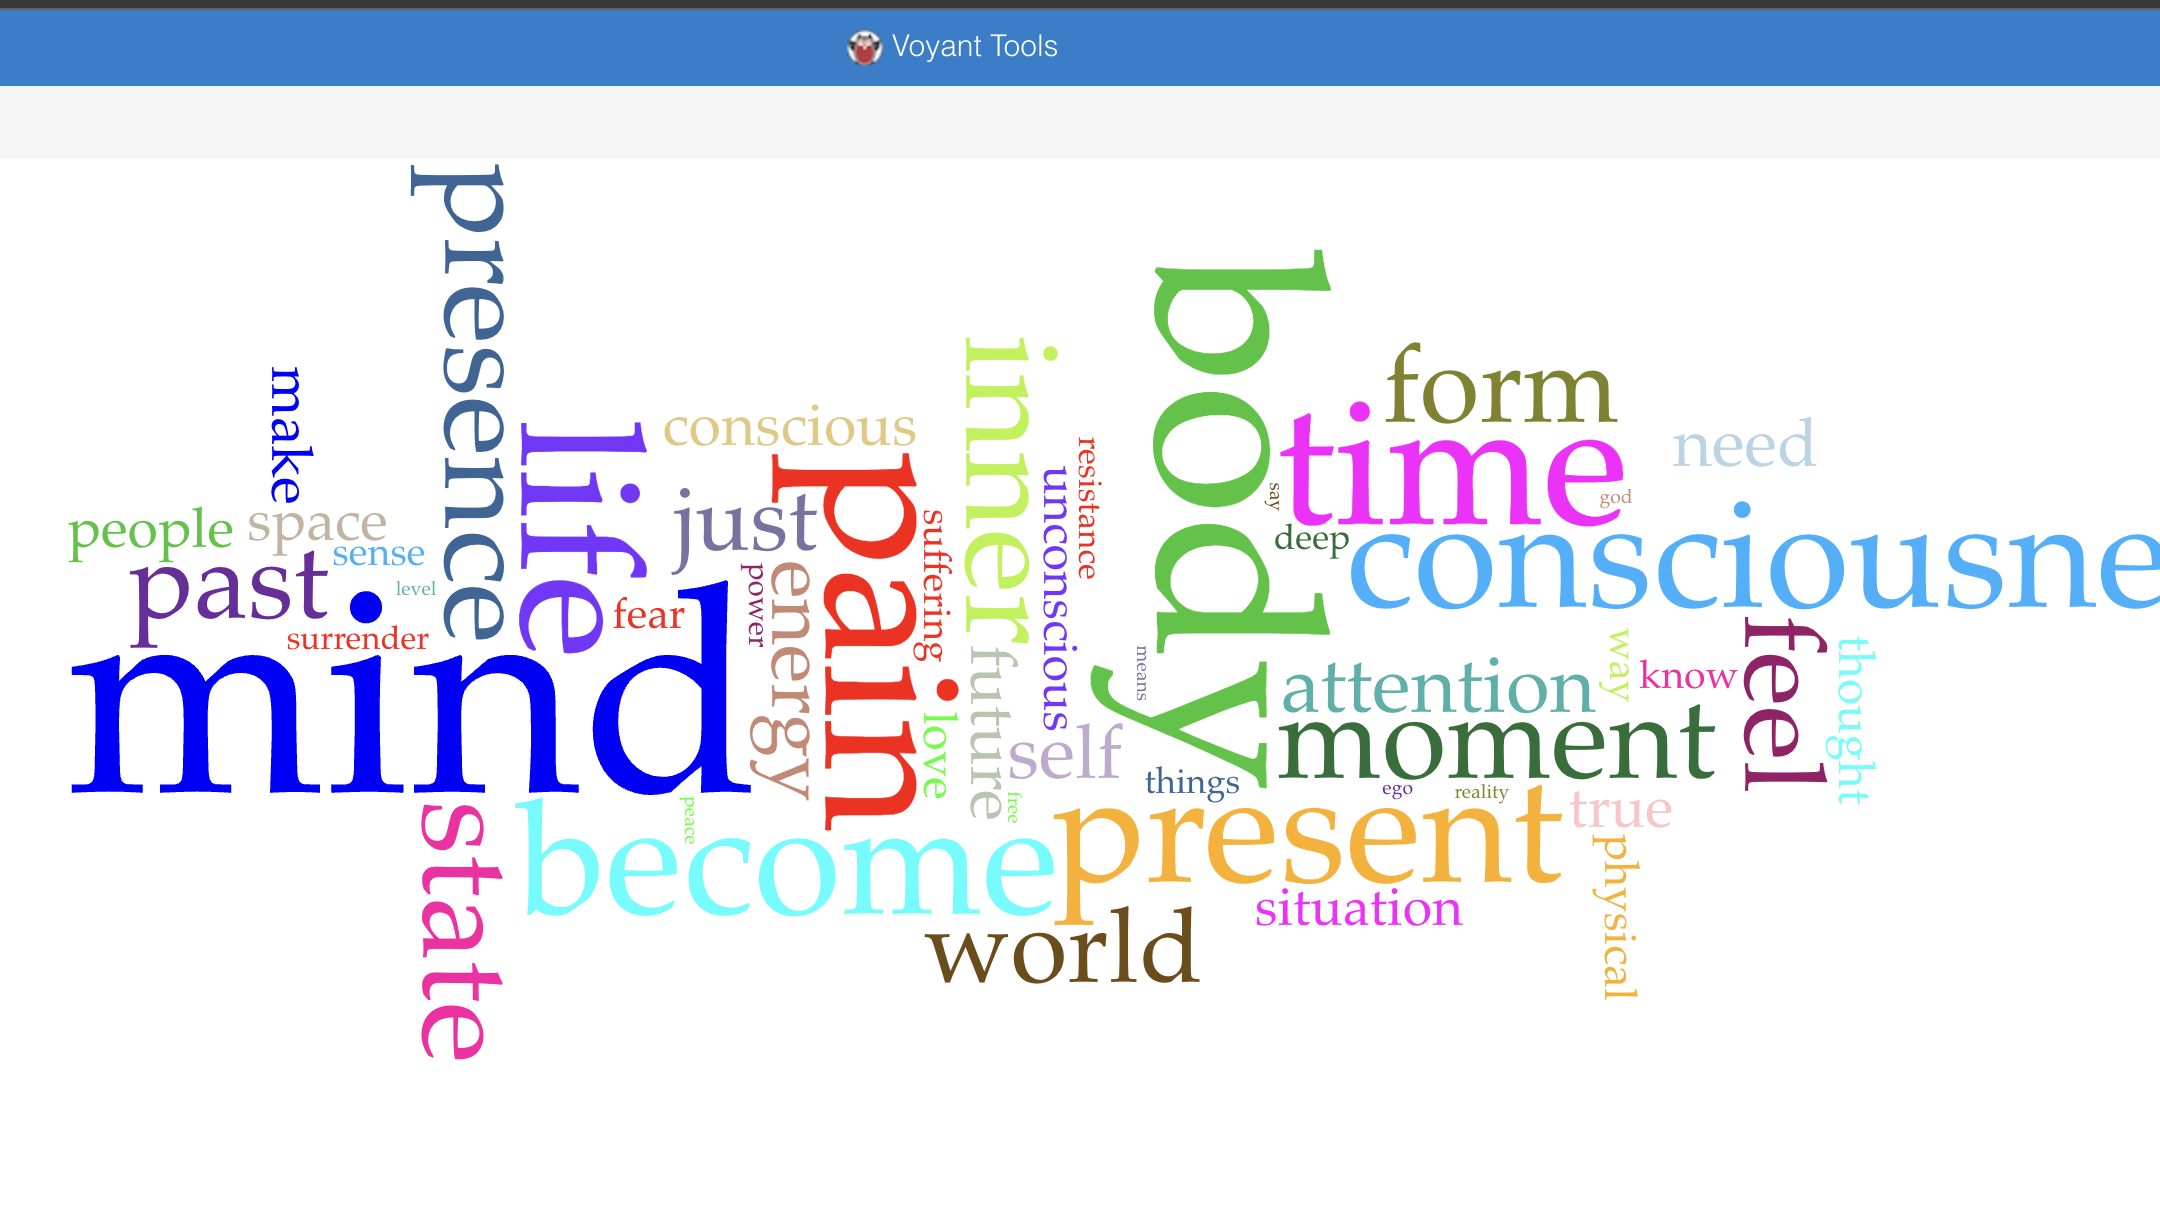 Voyant Tools
presence
body
inner
form
make
life
conscious
time
need
resistance
pain
unconscious
say
god
just
people
space
suffering
consciousne
deep
past
sense
level
energy
power
mind
fear
surrender
feel
way
thought
future
means
attention
know
moment
love
self
things
ego
reality
true
present
free
peace
become
state
physical
situation
world